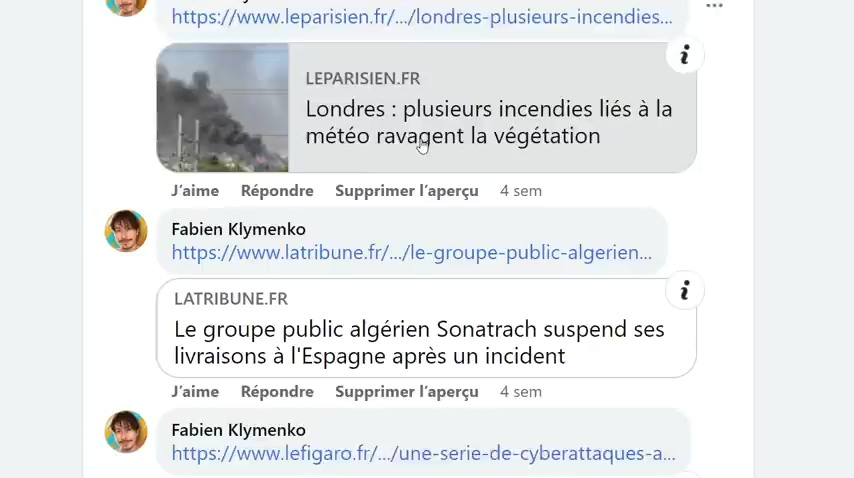 https://www.leparisien.fr/.../londres-plusieurs-incendies...
LEPARISIEN.FR
Londres : plusieurs incendies liés à la
météo ravagent la végétation
J'aime Répondre Supprimer l'aperçu 4 sem
Fabien Klymenko
https://www.latribune.fr/.../le-groupe-public-algerien...
LATRIBUNE.FR
Le groupe public algérien Sonatrach suspend ses
livraisons à l'Espagne après un incident
J'aime Répondre Supprimer l'aperçu 4 sem
Fabien Klymenko
https://www.lefigaro.fr/.../une-serie-de-cyberattaques-a...